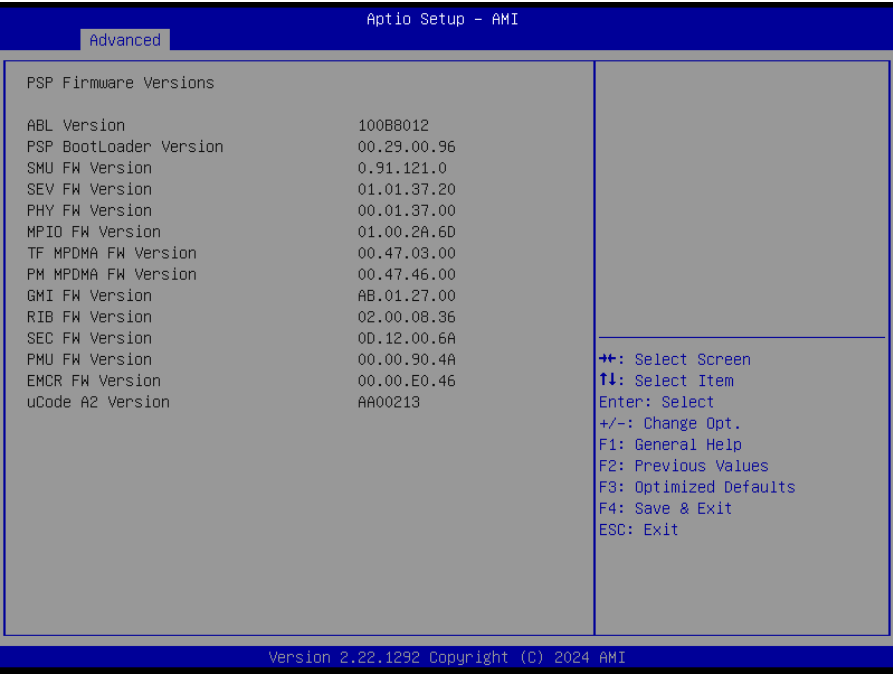 Aptio Setup – AMI
Advanced
PSP Firmware Versions
ABL Version 100B8012
PSP BootLoader Version 00.29.00.96
SMU FW Version 0.91.121.0
SEV FW Version 01.01.37.20
PHY FW Version 00.01.37.00
MPIO FW Version 01.00.2A.6D
TF MPDMA FW Version 00.47.03.00
PM MPDMA FW Version 00.47.46.00
GMI FW Version AB.01.27.00
RIB FW Version 02.00.08.36
SEC FW Version 0D.12.00.6A
PMU FW Version 00.00.90.4A
EMCR FW Version 00.00.E0.46
uCode A2 Version AA00213
→←: Select Screen
↑↓: Select Item
Enter: Select
+/-: Change Opt.
F1: General Help
F2: Previous Values
F3: Optimized Defaults
F4: Save & Exit
ESC: Exit
Version 2.22.1292 Copyright (C) 2024 AMI